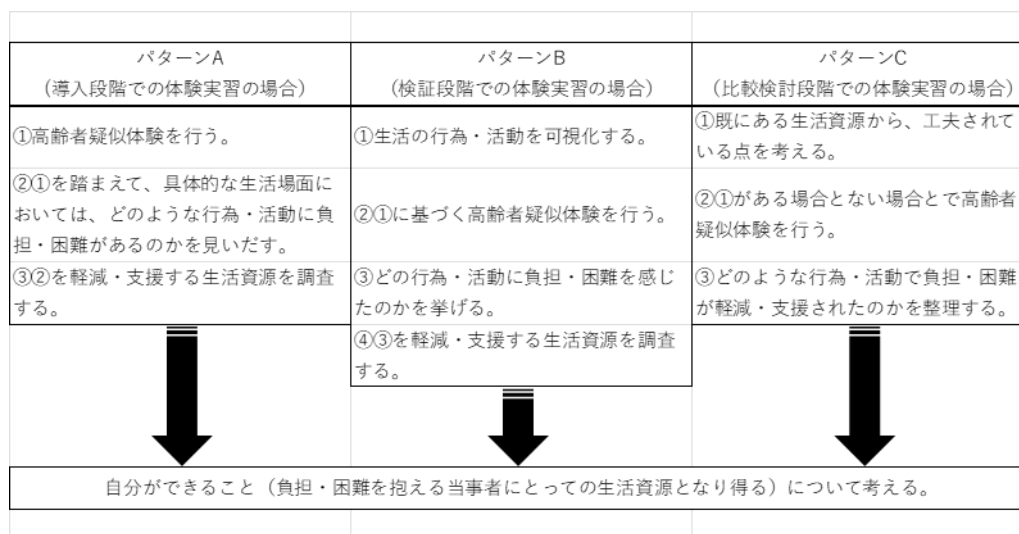 パターンA
（導入段階での体験実習の場合）
①高齢者疑似体験を行う。
②①を踏まえて、具体的な生活場面に
おいては、どのような行為・活動に負
担・困難があるのかを見いだす。
③②を軽減・支援する生活資源を調査
する。
パターンB
（検証段階での体験実習の場合）
①生活の行為・活動を可視化する。
②①に基づく高齢者疑似体験を行う。
③どの行為・活動に負担・困難を感じ
たのかを挙げる。
④③を軽減・支援する生活資源を調査
する。
パターンC
（比較検討段階での体験実習の場合）
①既にある生活資源から、工夫されて
いる点を考える。
②①がある場合とない場合とで高齢者
疑似体験を行う。
③どのような行為・活動で負担・困難
が軽減・支援されたのかを整理する。
自分ができること（負担・困難を抱える当事者にとっての生活資源となり得る）について考える。